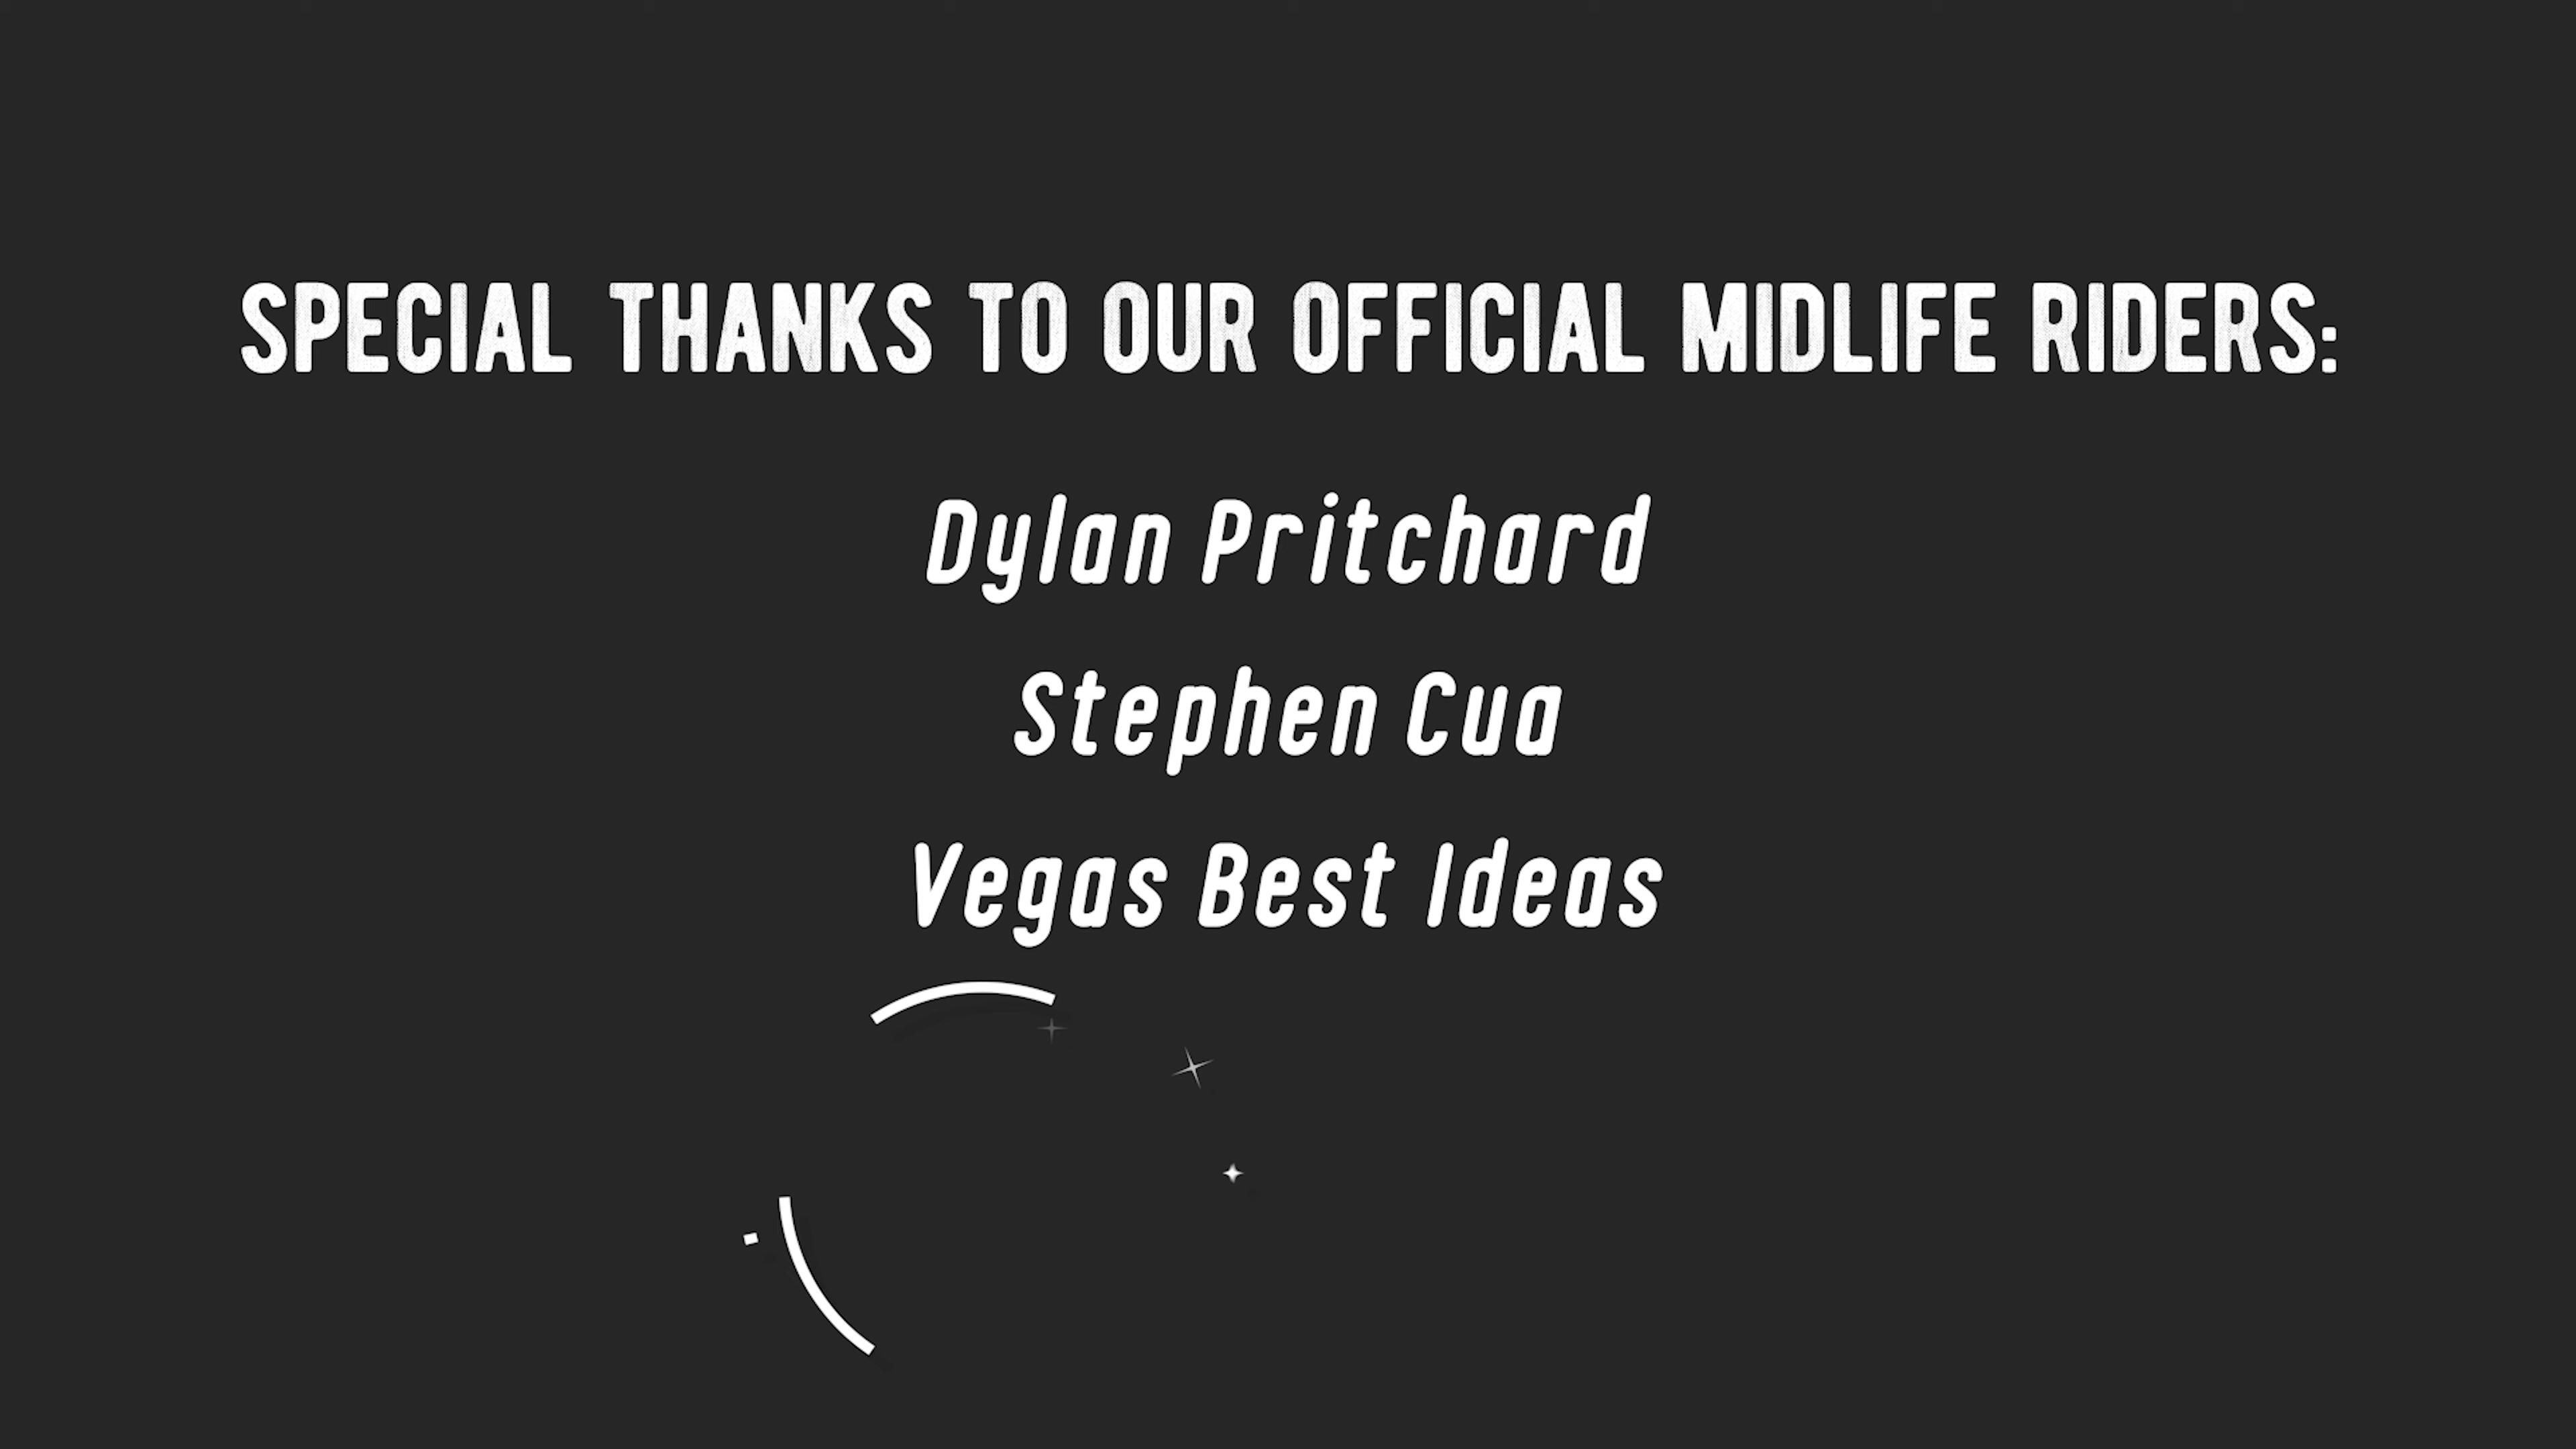 SPECIAL THANKS TO OUR OFFICIAL MIDLIFE RIDERS:
Dylan Pritchard
Stephen Cua
Vegas Best Ideas